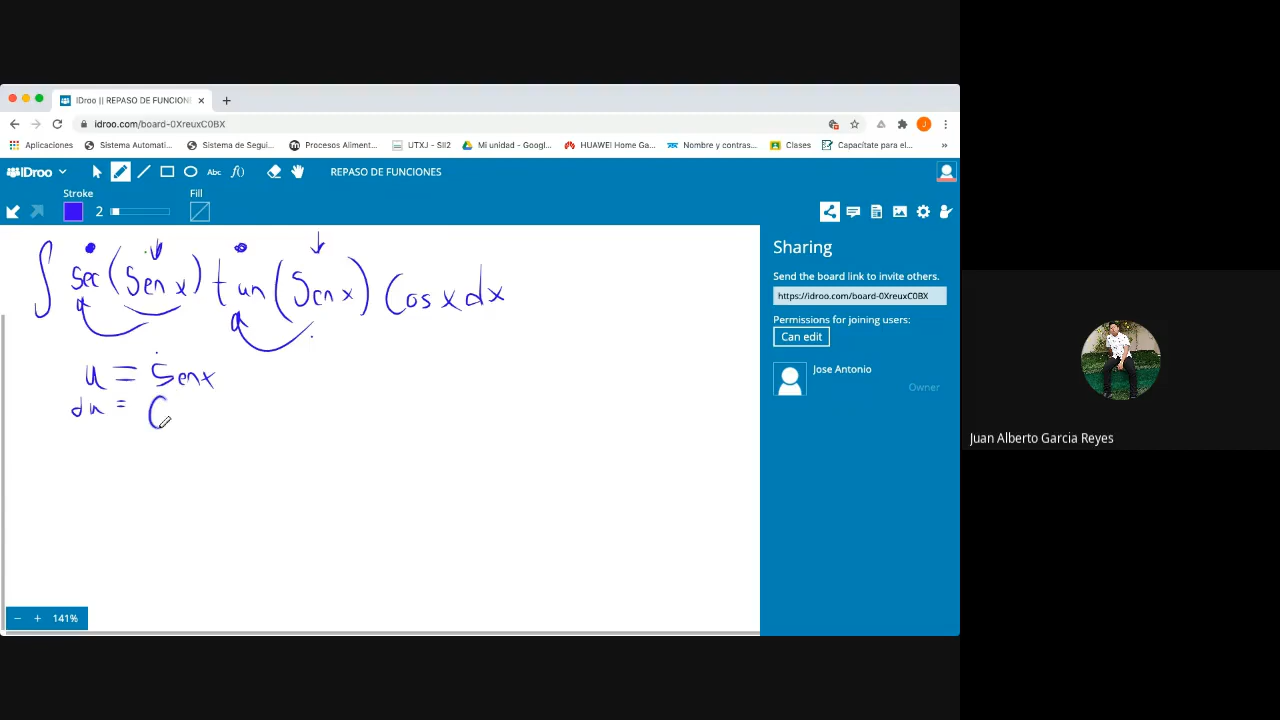 IDroo || REPASO DE FUNCIONE
idroo.com/board-0XreuxC0BX
Aplicaciones Sistema Automati... Sistema de Segui... Procesos Aliment... UTXJ - SII2 Mi unidad - Googl... HUAWEI Home Ga... Nombre y contras... Clases Capacítate para el... »
IDroo Abc f() REPASO DE FUNCIONES
Stroke Fill
2
∫ sec (Sen x) tan (Sen x) Cos x dx
u = Senx
du = C
Sharing
Send the board link to invite others.
https://idroo.com/board-0XreuxC0BX
Permissions for joining users:
Can edit
Jose Antonio
Owner
− + 141%
Juan Alberto Garcia Reyes